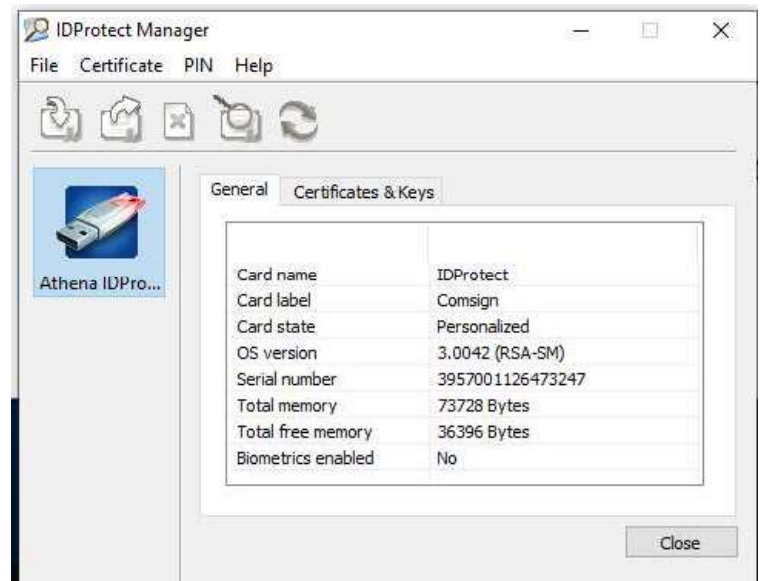 IDProtect Manager
File Certificate PIN Help
General Certificates & Keys
Athena IDPro...
Card name IDProtect
Card label Comsign
Card state Personalized
OS version 3.0042 (RSA-SM)
Serial number 3957001126473247
Total memory 73728 Bytes
Total free memory 36396 Bytes
Biometrics enabled No
Close